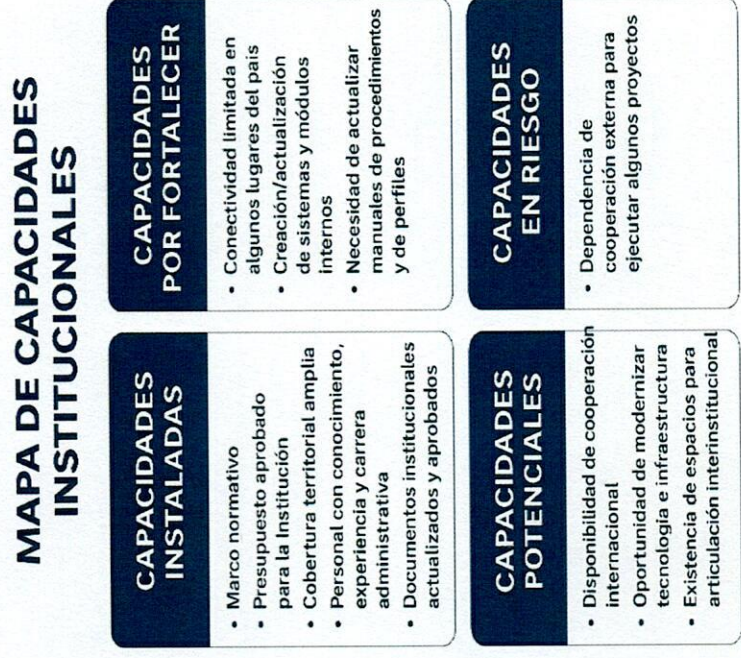 MAPA DE CAPACIDADES
INSTITUCIONALES
CAPACIDADES
INSTALADAS
• Marco normativo
• Presupuesto aprobado
para la Institución
• Cobertura territorial amplia
• Personal con conocimiento,
experiencia y carrera
administrativa
• Documentos institucionales
actualizados y aprobados
CAPACIDADES
POR FORTALECER
• Conectividad limitada en
algunos lugares del país
• Creación/actualización
de sistemas y módulos
internos
• Necesidad de actualizar
manuales de procedimientos
y de perfiles
CAPACIDADES
POTENCIALES
• Disponibilidad de cooperación
internacional
• Oportunidad de modernizar
tecnología e infraestructura
• Existencia de espacios para
articulación interinstitucional
CAPACIDADES
EN RIESGO
• Dependencia de
cooperación externa para
ejecutar algunos proyectos